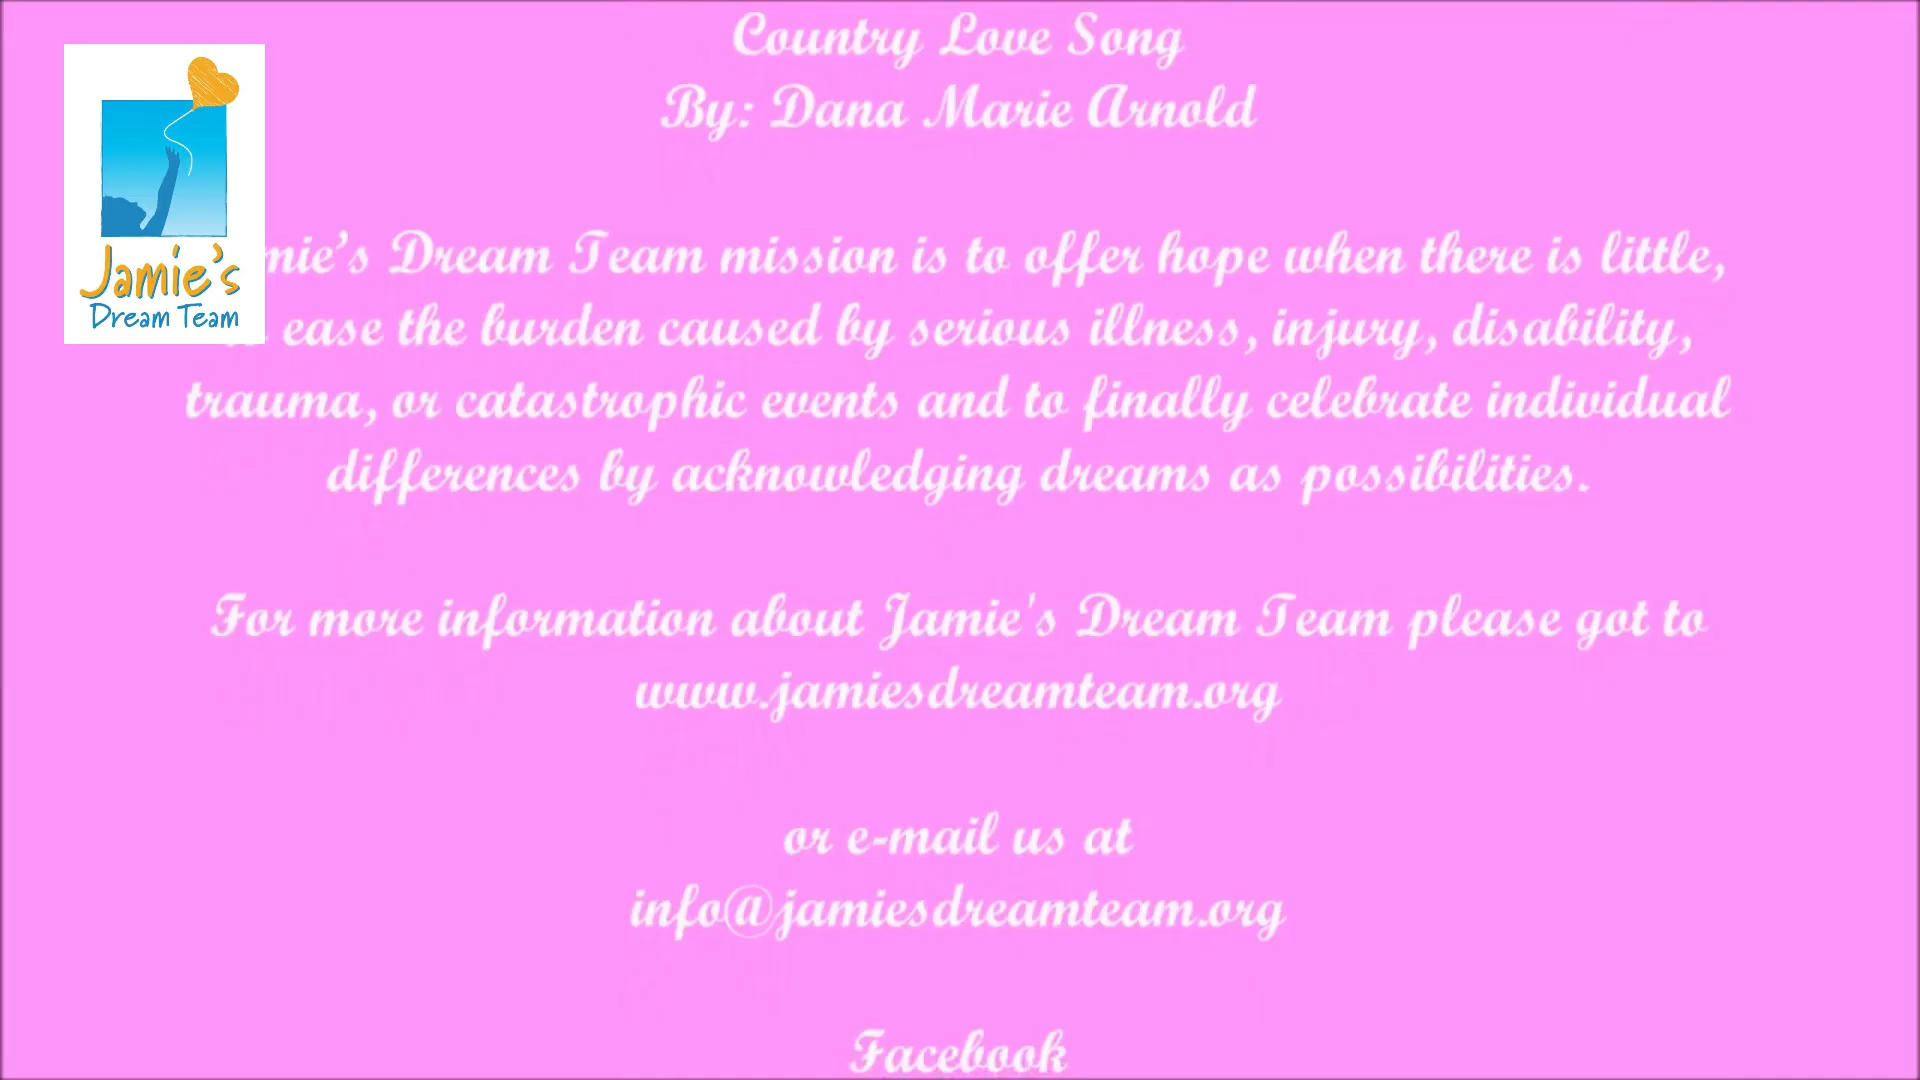 Country Love Song
By: Dana Marie Arnold
Jamie's
Dream Team
mie's Dream Team mission is to offer hope when there is little,
ease the burden caused by serious illness, injury, disability,
trauma, or catastrophic events and to finally celebrate individual
differences by acknowledging dreams as possibilities.
For more information about Jamie's Dream Team please got to
www.jamiesdreamteam.org
or e-mail us at
info@jamiesdreamteam.org
Facebook